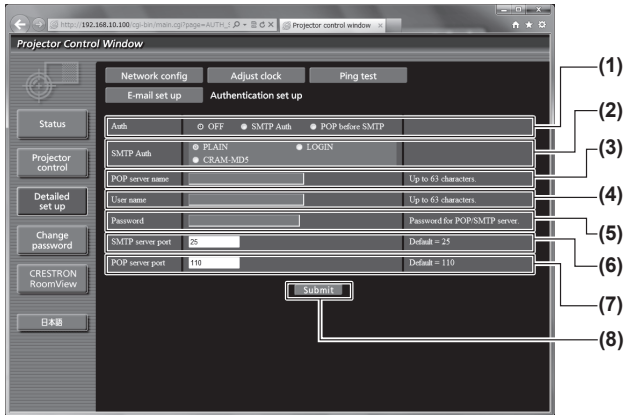 http://192.168.10.100/cgi-bin/main.cgi?page=AUTH_S
Projector control window
Projector Control Window
Network config
Adjust clock
Ping test
E-mail set up
Authentication set up
Status
Projector control
Detailed set up
Change password
CRESTRON RoomView
日本語
Auth
OFF
SMTP Auth
POP before SMTP
SMTP Auth
PLAIN
LOGIN
CRAM-MD5
POP server name
Up to 63 characters.
User name
Up to 63 characters.
Password
Password for POP/SMTP server.
SMTP server port
25
Default = 25
POP server port
110
Default = 110
Submit
(1)
(2)
(3)
(4)
(5)
(6)
(7)
(8)